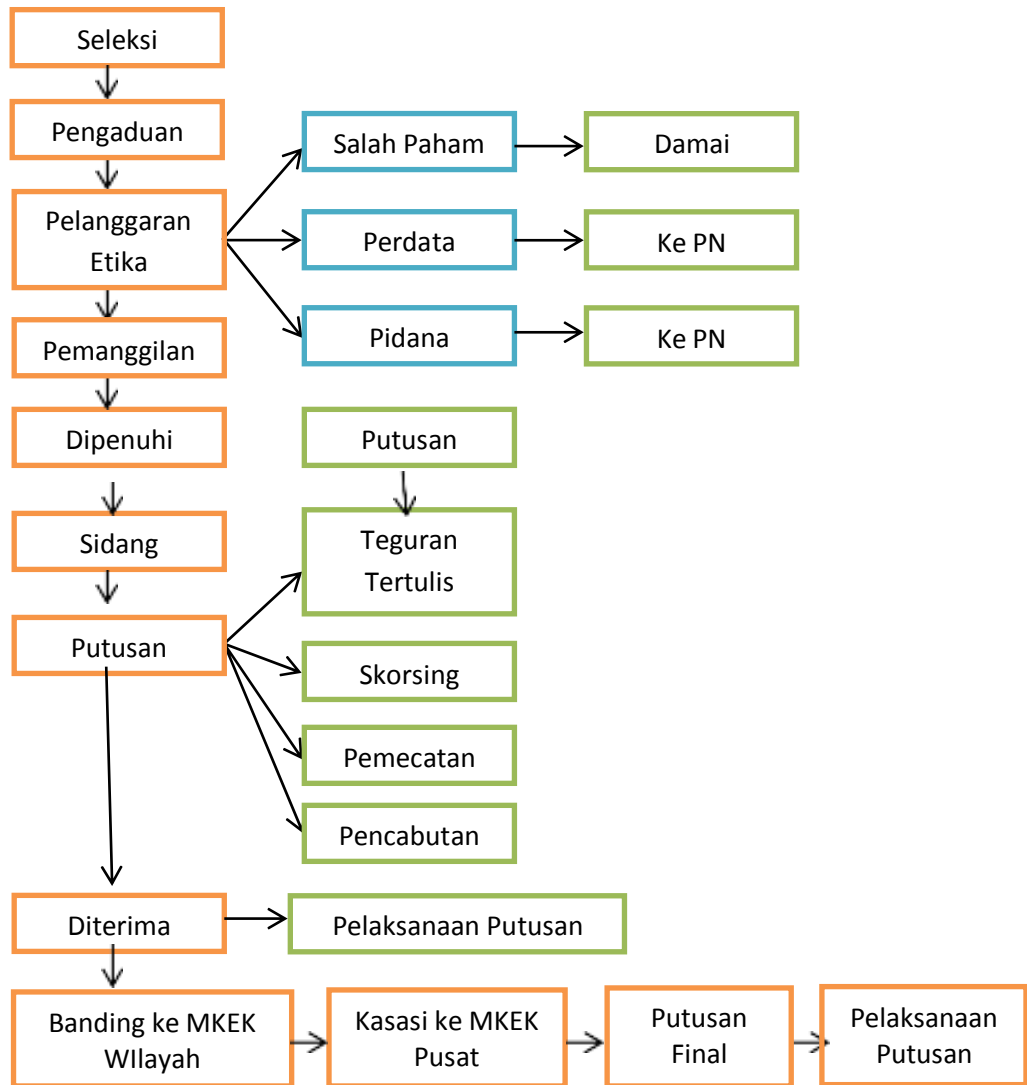 Seleksi
Pengaduan
Salah Paham
Damai
Pelanggaran
Etika
Perdata
Ke PN
Pemanggilan
Pidana
Ke PN
Dipenuhi
Putusan
Sidang
Teguran
Tertulis
Putusan
Skorsing
Pemecatan
Pencabutan
Diterima
Pelaksanaan Putusan
Banding ke MKEK
WIlayah
Kasasi ke MKEK
Pusat
Putusan
Final
Pelaksanaan
Putusan